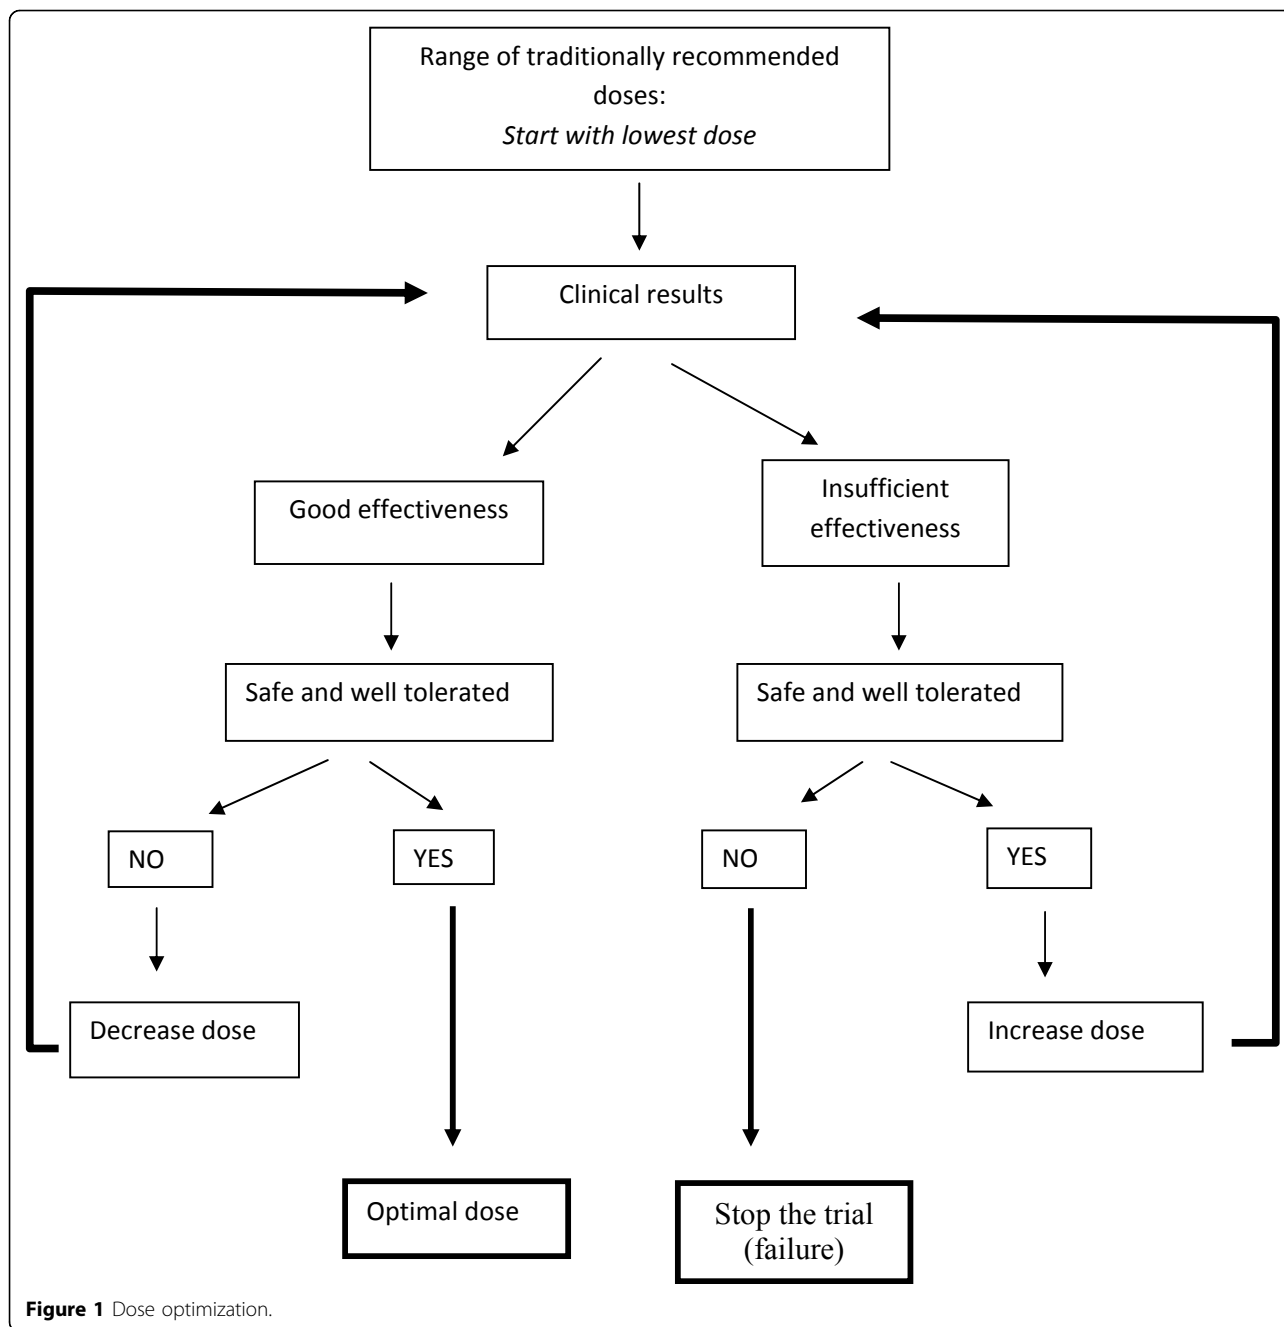 Range of traditionally recommended
doses:
Start with lowest dose
Clinical results
Good effectiveness
Insufficient
effectiveness
Safe and well tolerated
Safe and well tolerated
NO
YES
NO
YES
Decrease dose
Increase dose
Optimal dose
Stop the trial
(failure)
Figure 1 Dose optimization.